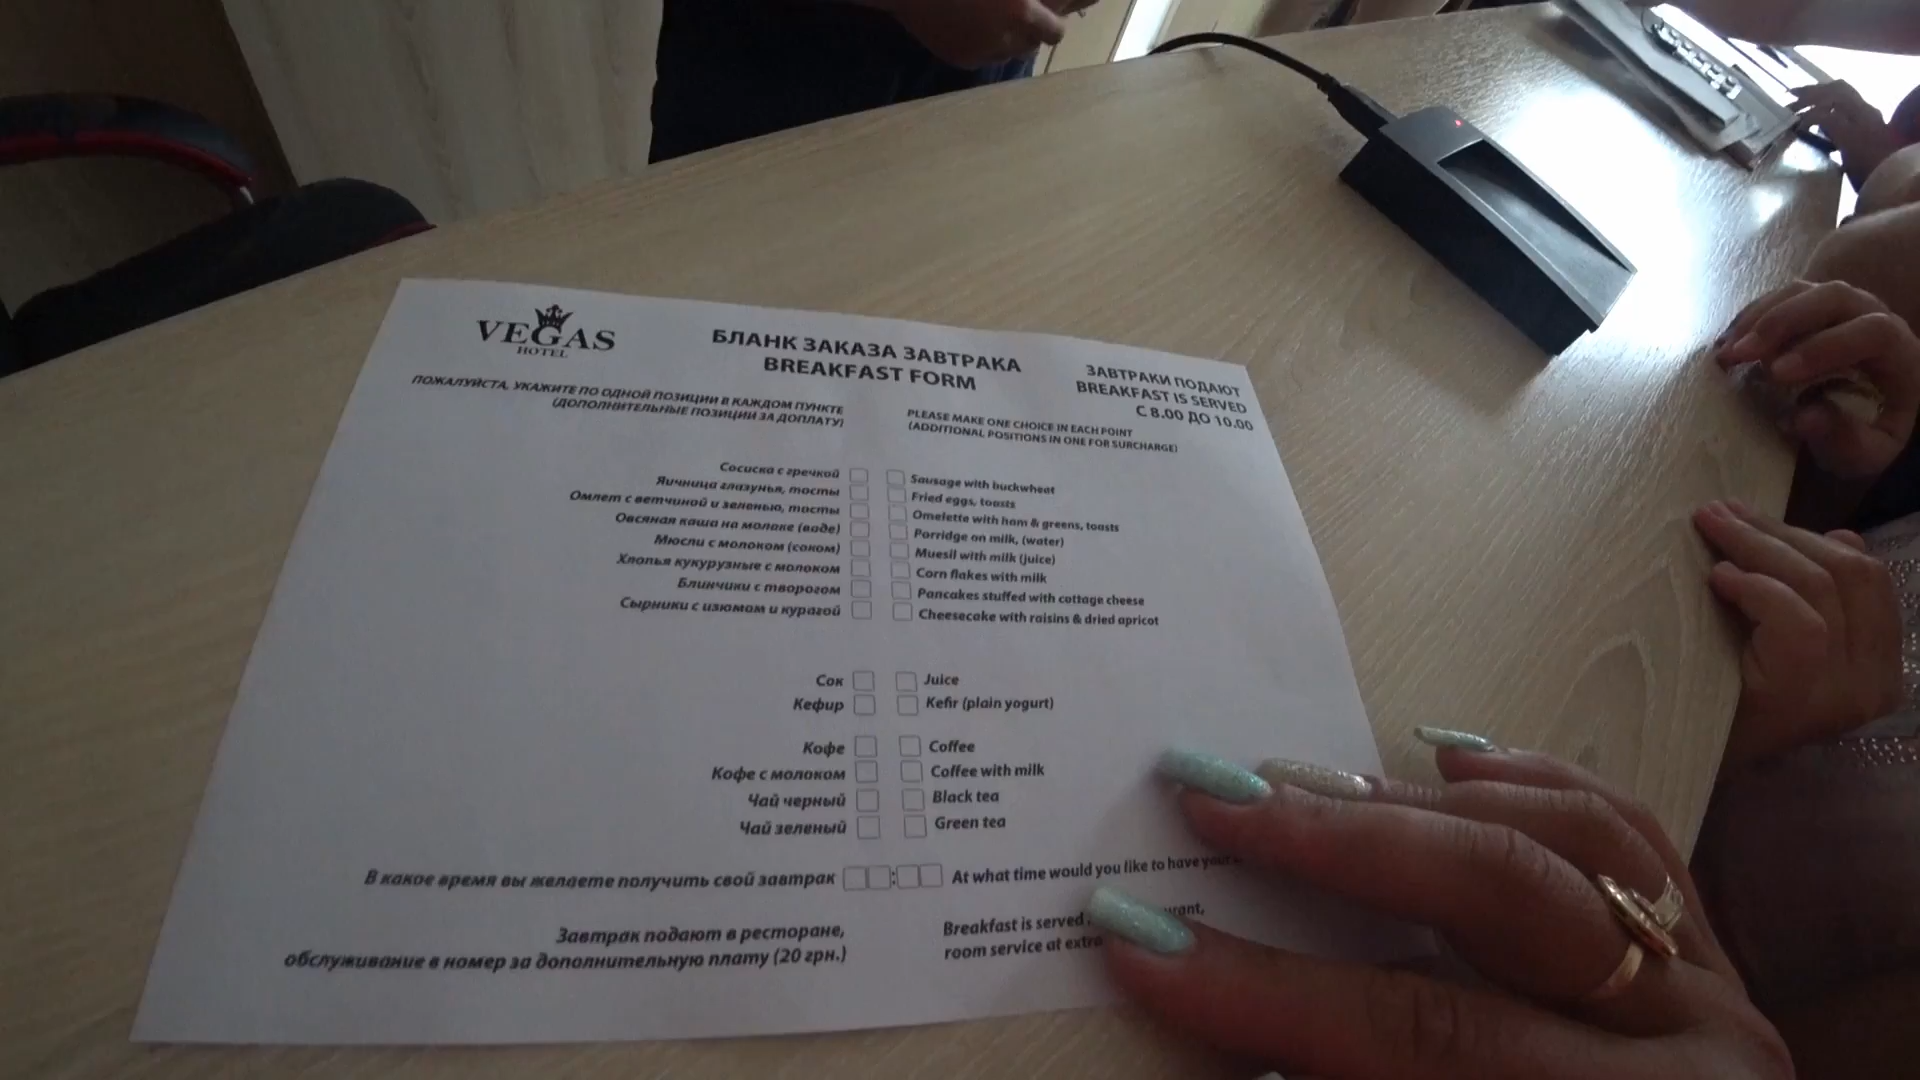 VEGAS
HOTEL
БЛАНК ЗАКАЗА ЗАВТРАКА
BREAKFAST FORM
ЗАВТРАКИ ПОДАЮТ
BREAKFAST IS SERVED
С 8.00 ДО 10.00
ПОЖАЛУЙСТА, УКАЖИТЕ ПО ОДНОЙ ПОЗИЦИИ В КАЖДОМ ПУНКТЕ
(ДОПОЛНИТЕЛЬНЫЕ ПОЗИЦИИ ЗА ДОПЛАТУ)
PLEASE MAKE ONE CHOICE IN EACH POINT
(ADDITIONAL POSITIONS IN ONE FOR SURCHARGE)
Сосиска с гречкой Sausage with buckwheat
Яичница глазунья, тосты Fried eggs, toasts
Омлет с ветчиной и зеленью, тосты Omelette with ham & greens, toasts
Овсяная каша на молоке (воде) Porridge on milk, (water)
Мюсли с молоком (соком) Muesil with milk (juice)
Хлопья кукурузные с молоком Corn flakes with milk
Блинчики с творогом Pancakes stuffed with cottage cheese
Сырники с изюмом и курагой Cheesecake with raisins & dried apricot
Сок Juice
Кефир Kefir (plain yogurt)
Кофе Coffee
Кофе с молоком Coffee with milk
Чай черный Black tea
Чай зеленый Green tea
В какое время вы желаете получить свой завтрак : At what time would you like to have
Завтрак подают в ресторане,
обслуживание в номер за дополнительную плату (20 грн.)
Breakfast is served
room service at extra